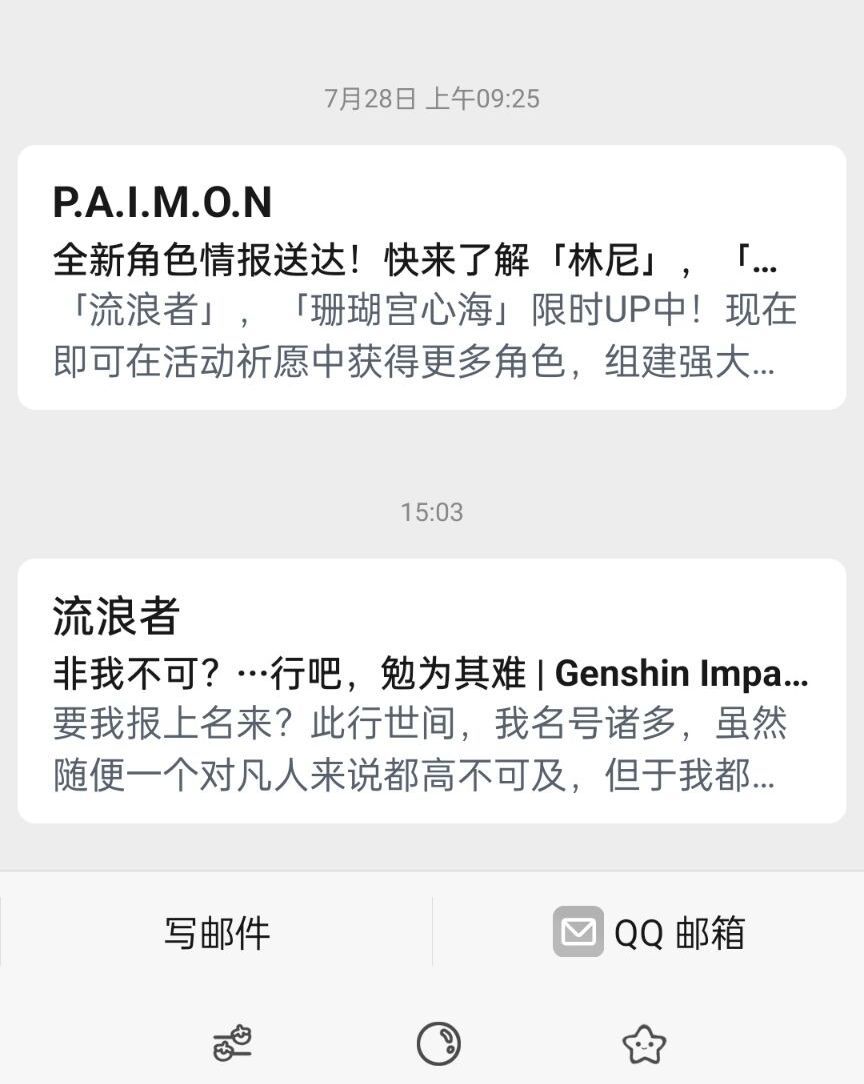 7月28日 上午09:25
P.A.I.M.O.N
全新角色情报送达！快来了解「林尼」，「...
「流浪者」，「珊瑚宫心海」限时UP中！现在
即可在活动祈愿中获得更多角色，组建强大...
15:03
流浪者
非我不可？…行吧，勉为其难 | Genshin Impa...
要我报上名来？此行世间，我名号诸多，虽然
随便一个对凡人来说都高不可及，但于我都...
写邮件
QQ 邮箱